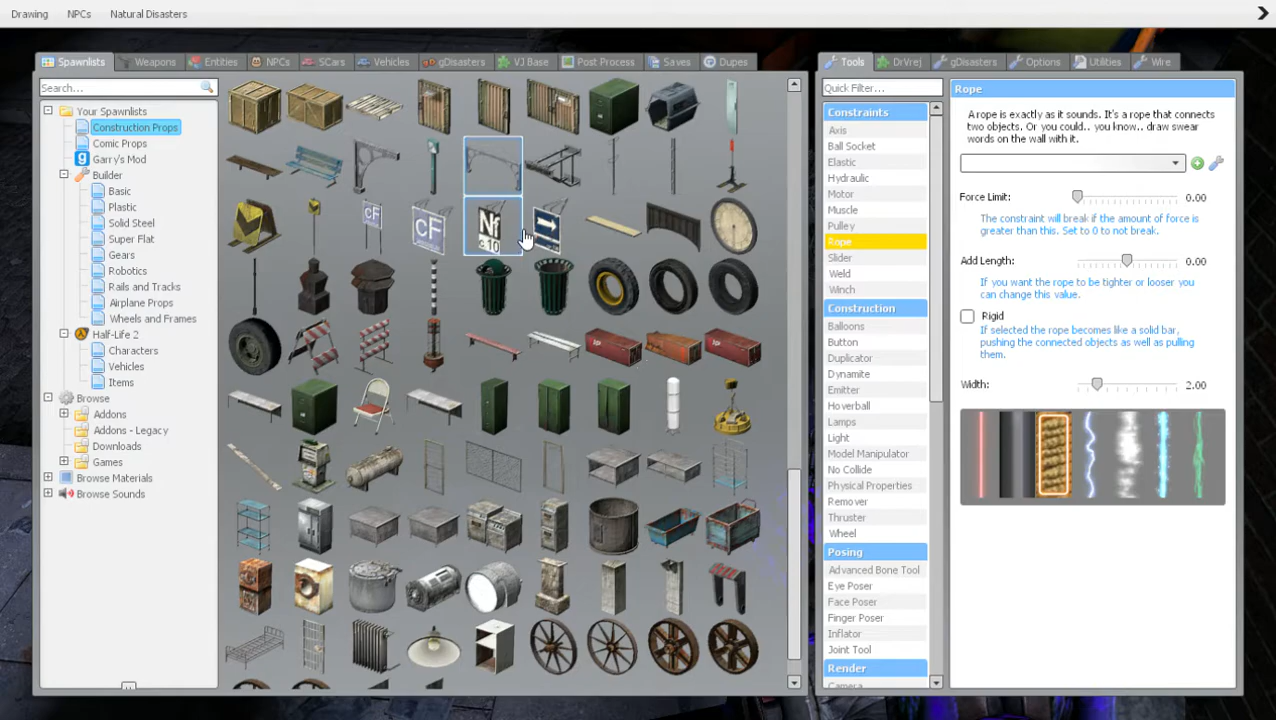 Drawing NPCs Natural Disasters
Spawnlists Weapons Entities NPCs SCars Vehicles gDisasters VJ Base Post Process Saves Dupes
Search...
Your Spawnlists
Construction Props
Comic Props
Garry's Mod
Builder
Basic
Plastic
Solid Steel
Super Flat
Gears
Robotics
Rails and Tracks
Airplane Props
Wheels and Frames
Half-Life 2
Characters
Vehicles
Items
Browse
Addons
Addons - Legacy
Downloads
Games
Browse Materials
Browse Sounds
CF
CF
Nf
c 10
Tools DrVrej gDisasters Options Utilities Wire
Quick Filter...
Constraints
Axis
Ball Socket
Elastic
Hydraulic
Motor
Muscle
Pulley
Rope
Slider
Weld
Winch
Construction
Balloons
Button
Duplicator
Dynamite
Emitter
Hoverball
Lamps
Light
Model Manipulator
No Collide
Physical Properties
Remover
Thruster
Wheel
Posing
Advanced Bone Tool
Eye Poser
Face Poser
Finger Poser
Inflator
Joint Tool
Render
Camera
Rope
A rope is exactly as it sounds. It's a rope that connects
two objects. Or you could.. you know.. draw swear
words on the wall with it.
Force Limit: 0.00
The constraint will break if the amount of force is
greater than this. Set to 0 to not break.
Add Length: 0.00
If you want the rope to be tighter or looser you
can change this value.
Rigid
If selected the rope becomes like a solid bar,
pushing the connected objects as well as pulling
them.
Width: 2.00